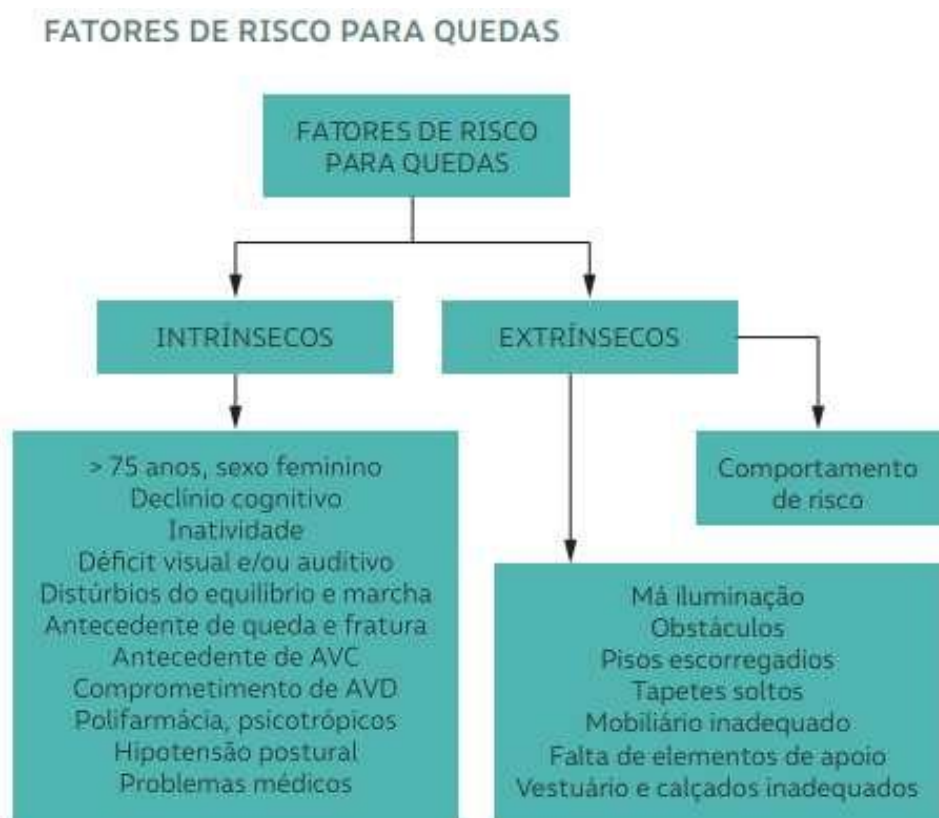 FATORES DE RISCO PARA QUEDAS
FATORES DE RISCO
PARA QUEDAS
INTRÍNSECOS
EXTRÍNSECOS
> 75 anos, sexo feminino
Declínio cognitivo
Inatividade
Déficit visual e/ou auditivo
Distúrbios do equilíbrio e marcha
Antecedente de queda e fratura
Antecedente de AVC
Comprometimento de AVD
Polifarmácia, psicotrópicos
Hipotensão postural
Problemas médicos
Comportamento
de risco
Má iluminação
Obstáculos
Pisos escorregadios
Tapetes soltos
Mobiliário inadequado
Falta de elementos de apoio
Vestuário e calçados inadequados